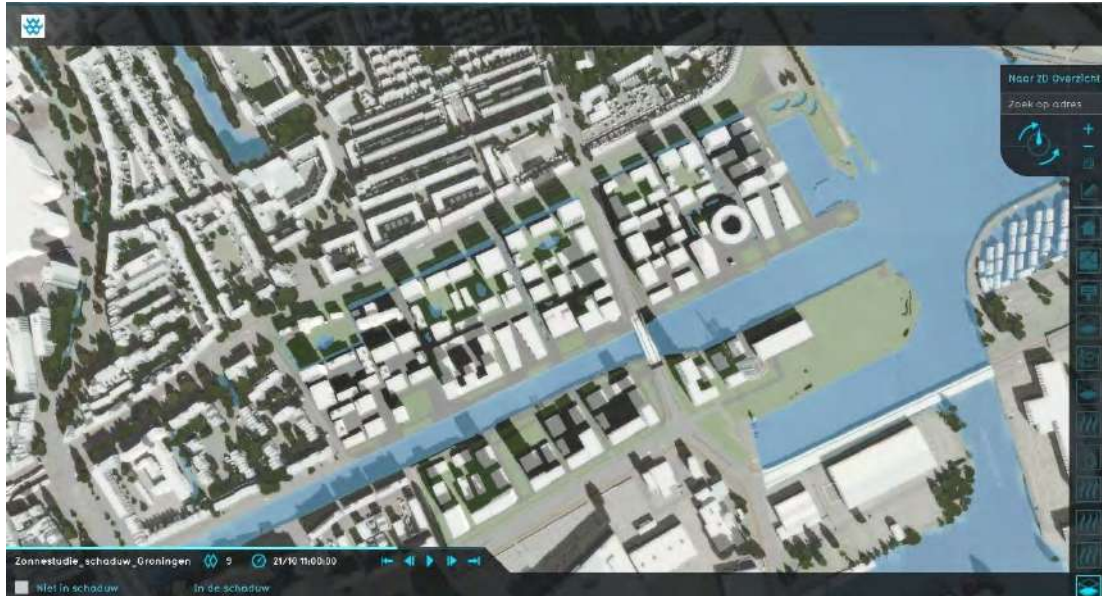 Naar 2D Overzicht
Zoek op adres
Zonnestudie_schaduw_Groningen 9 21/10 11:00:00
Niet in schaduw In de schaduw